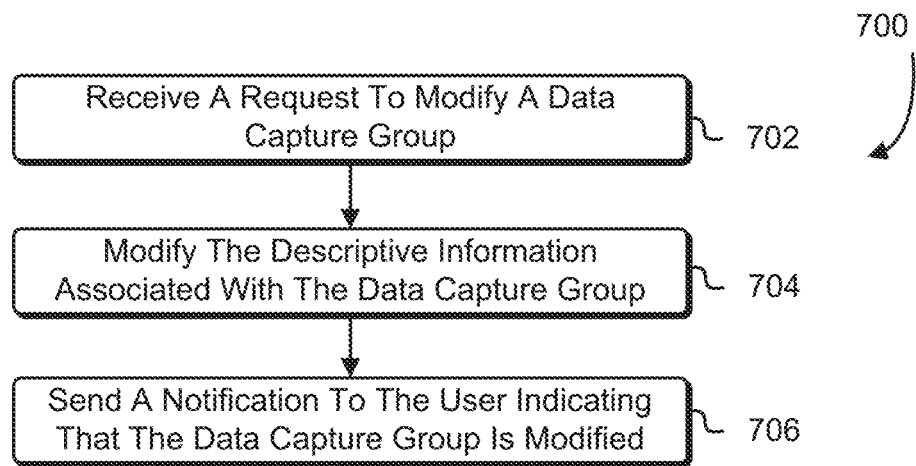 700
Receive A Request To Modify A Data
Capture Group
702
Modify The Descriptive Information
Associated With The Data Capture Group
704
Send A Notification To The User Indicating
That The Data Capture Group Is Modified
706